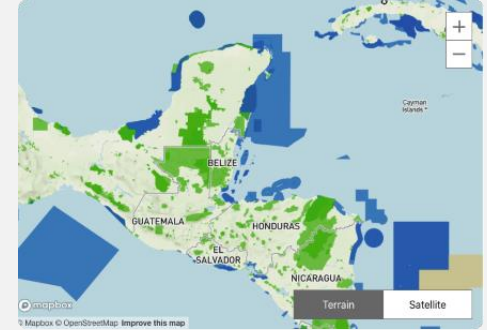 +
Cayman
Islands *
−
BELIZE
GUATEMALA
HONDURAS
EL
SALVADOR
NICARAGUA
mapbox
Terrain
Satellite
Mapbox © OpenStreetMap Improve this map